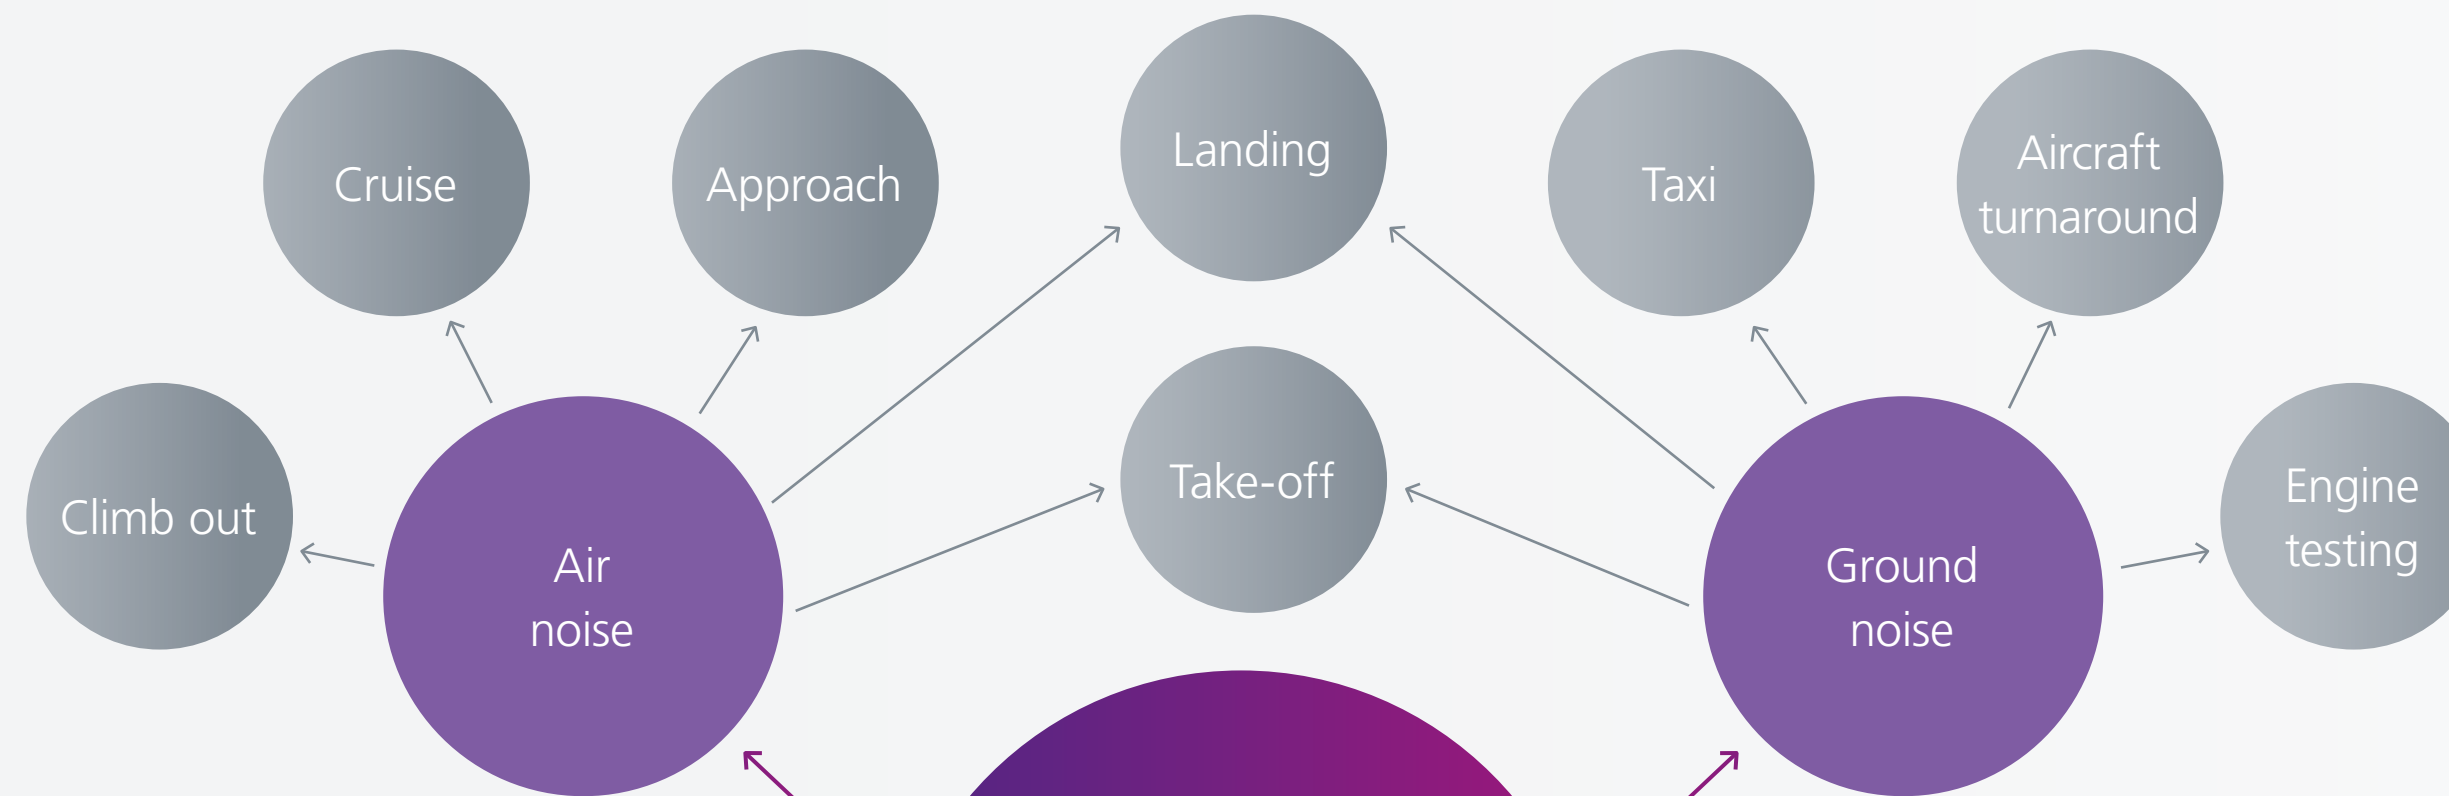 Landing
Cruise
Approach
Taxi
Aircraft
turnaround
Climb out
Take-off
Engine
testing
Air
noise
Ground
noise